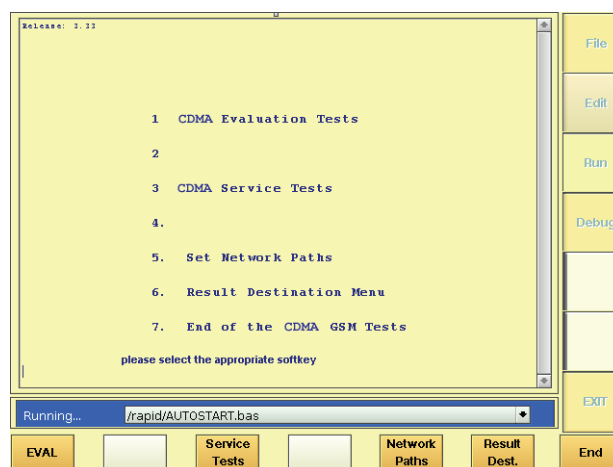 Release: 3.33
1 CDMA Evaluation Tests
2
3 CDMA Service Tests
4.
5. Set Network Paths
6. Result Destination Menu
7. End of the CDMA GSM Tests
please select the appropriate softkey
Running... /rapid/AUTOSTART.bas
File
Edit
Run
Debug
EXIT
EVAL
Service
Tests
Network
Paths
Result
Dest.
End